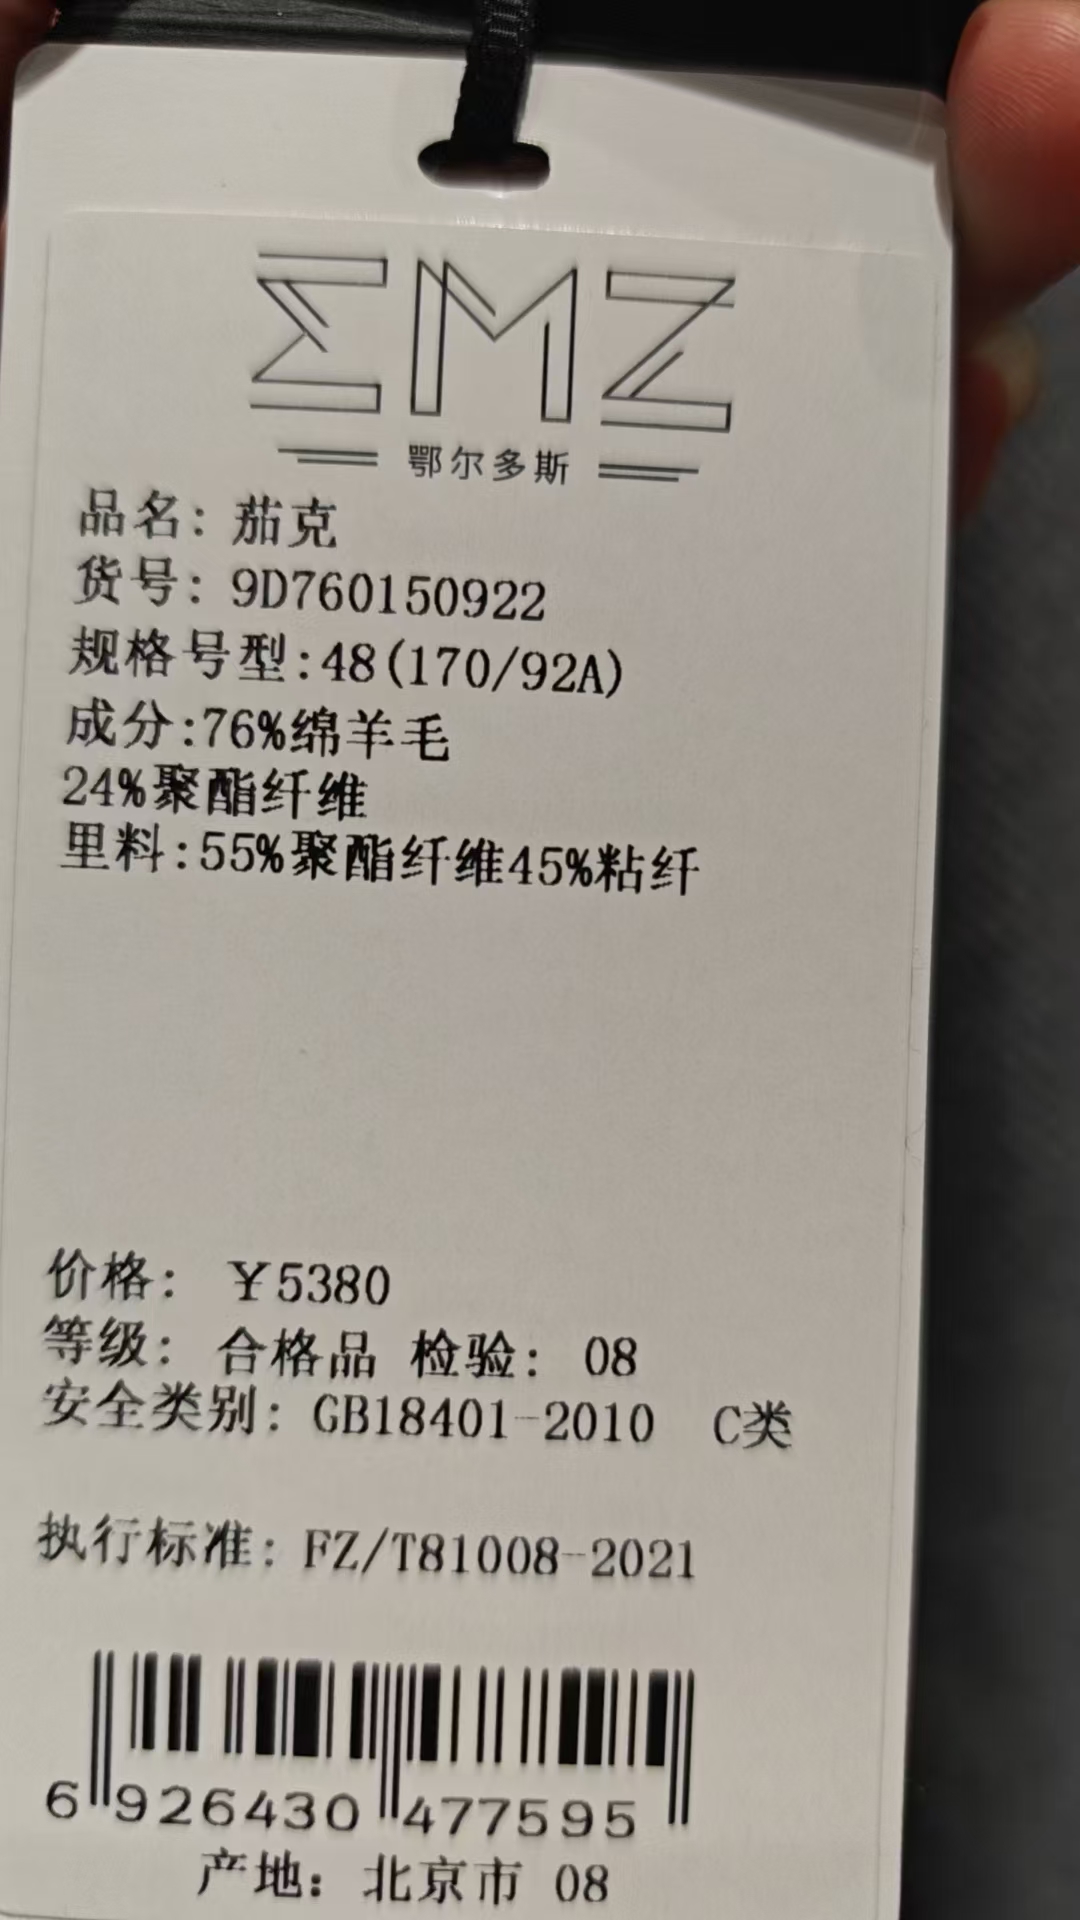 EMZ
鄂尔多斯
品名: 茄克
货号: 9D760150922
规格号型:48(170/92A)
成分:76%绵羊毛
24%聚酯纤维
里料:55%聚酯纤维45%粘纤
价格: ¥5380
等级: 合格品 检验: 08
安全类别: GB18401-2010 C类
执行标准: FZ/T81008-2021
6 926430 477595
产地: 北京市 08